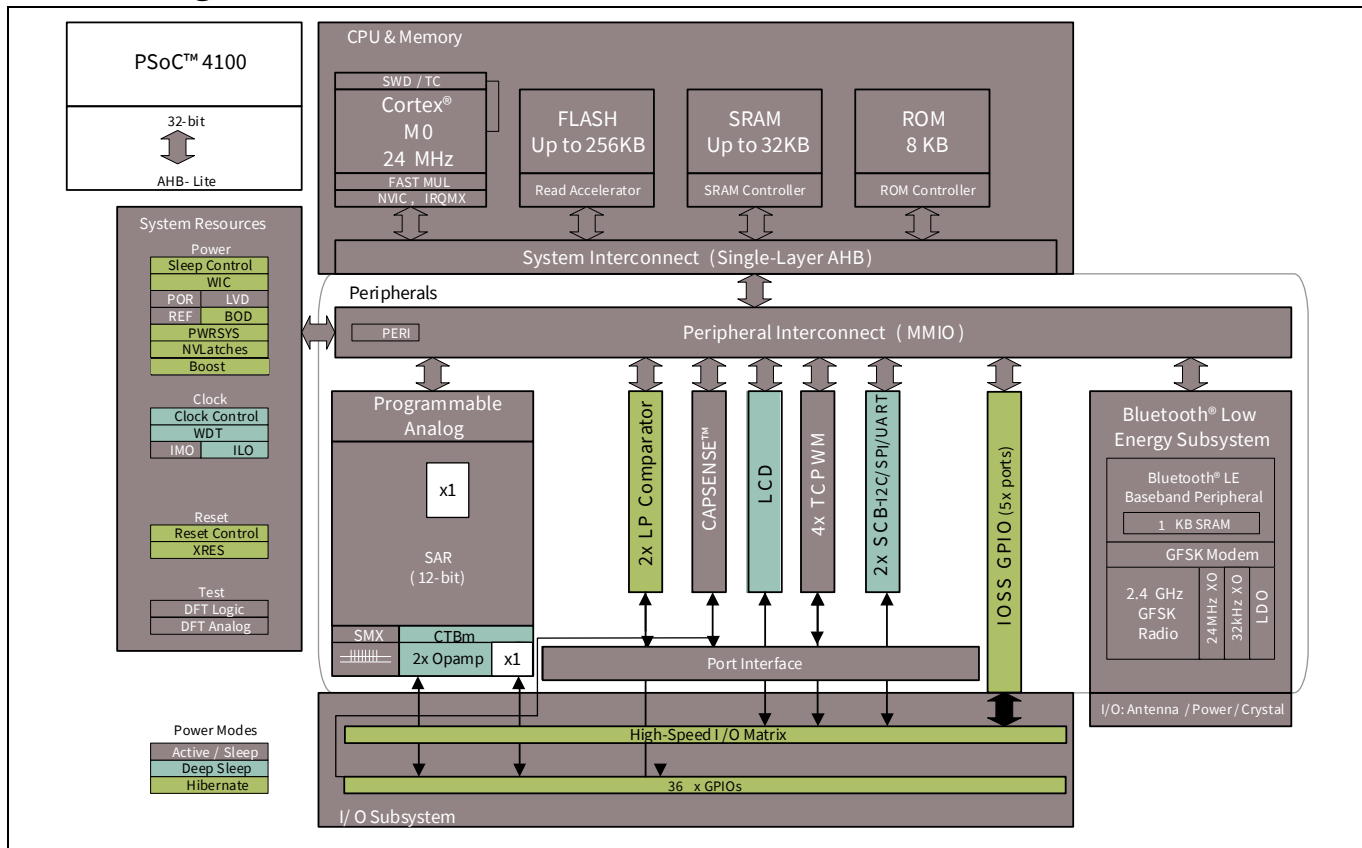 PSoC™ 4100
32-bit
AHB- Lite
CPU & Memory
SWD / TC
Cortex®
M0
24 MHz
FAST MUL
NVIC , IRQMX
FLASH
Up to 256KB
Read Accelerator
SRAM
Up to 32KB
SRAM Controller
ROM
8 KB
ROM Controller
System Interconnect (Single-Layer AHB)
System Resources
Power
Sleep Control
WIC
POR LVD
REF BOD
PWRSYS
NVLatches
Boost
Clock
Clock Control
WDT
IMO ILO
Reset
Reset Control
XRES
Test
DFT Logic
DFT Analog
Peripherals
PERI
Peripheral Interconnect (MMIO)
Programmable
Analog
x1
SAR
(12-bit)
SMX
CTBm
2x Opamp
x1
2x LP Comparator
CAPSENSE™
LCD
4x TCPWM
2x SCB-I2C/SPI/UART
IOSS GPIO (5x ports)
Port Interface
Bluetooth® Low
Energy Subsystem
Bluetooth® LE
Baseband Peripheral
1 KB SRAM
GFSK Modem
2.4 GHz
GFSK
Radio
24MHz XO
32kHz XO
LDO
I/O: Antenna / Power / Crystal
Power Modes
Active / Sleep
Deep Sleep
Hibernate
High-Speed I/O Matrix
36 x GPIOs
I/O Subsystem